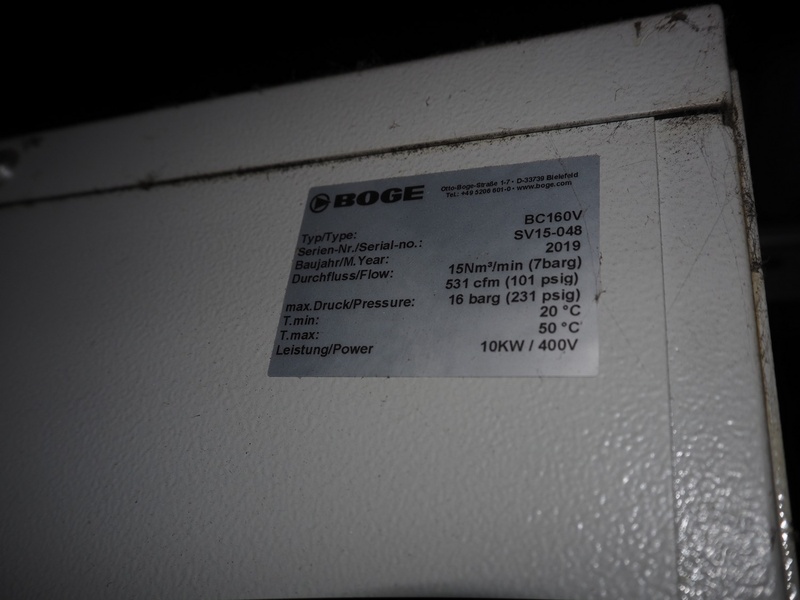 BOGE
Otto-Boge-Straße 1-7 • D-33739 Bielefeld
Tel.: +49 5206 601-0 • www.boge.com
Typ/Type: BC160V
Serien-Nr./Serial-no.: SV15-048
Baujahr/M.Year: 2019
Durchfluss/Flow: 15Nm³/min (7barg)
531 cfm (101 psig)
max.Druck/Pressure: 16 barg (231 psig)
T.min: 20 °C
T.max: 50 °C
Leistung/Power 10KW / 400V